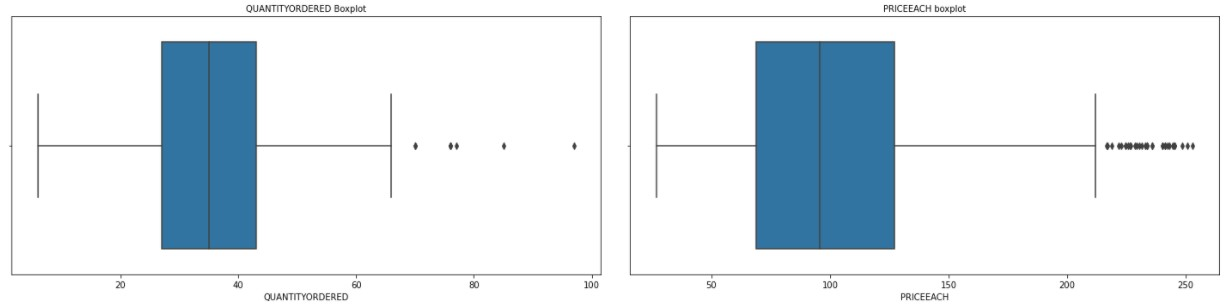 QUANTITYORDERED Boxplot
20 40 60 80 100
QUANTITYORDERED
PRICEEACH boxplot
50 100 150 200 250
PRICEEACH